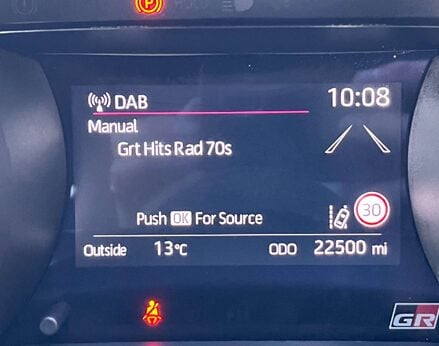 P HOLD
DAB 10:08
Manual
Grt Hits Rad 70s
Push OK For Source 30
Outside 13°C ODO 22500 mi
GR